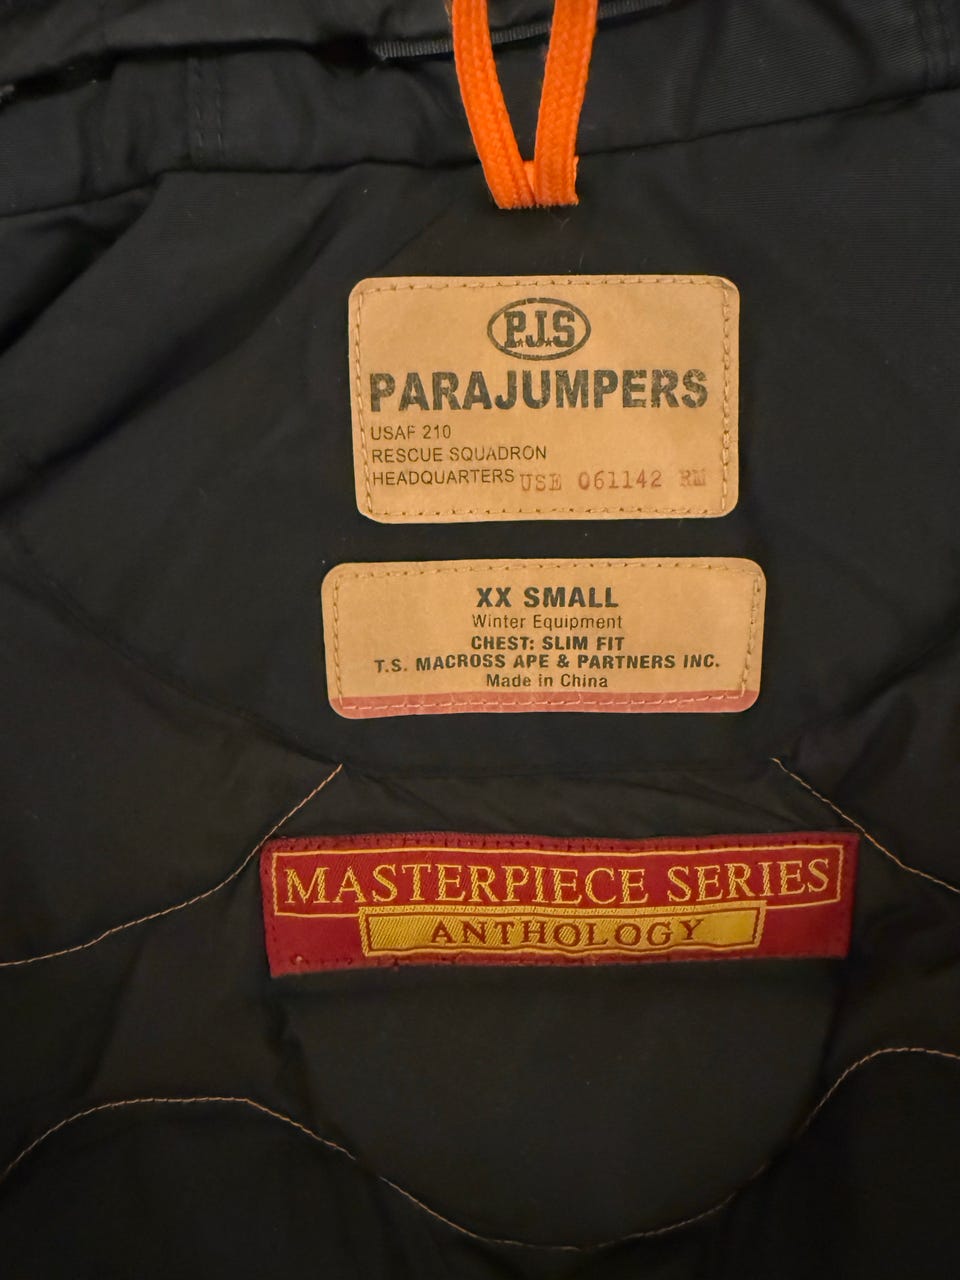 P.J.S
PARAJUMPERS
USAF 210
RESCUE SQUADRON
HEADQUARTERS USE 061142 RM
XX SMALL
Winter Equipment
CHEST: SLIM FIT
T.S. MACROSS APE & PARTNERS INC.
Made in China
MASTERPIECE SERIES
ANTHOLOGY